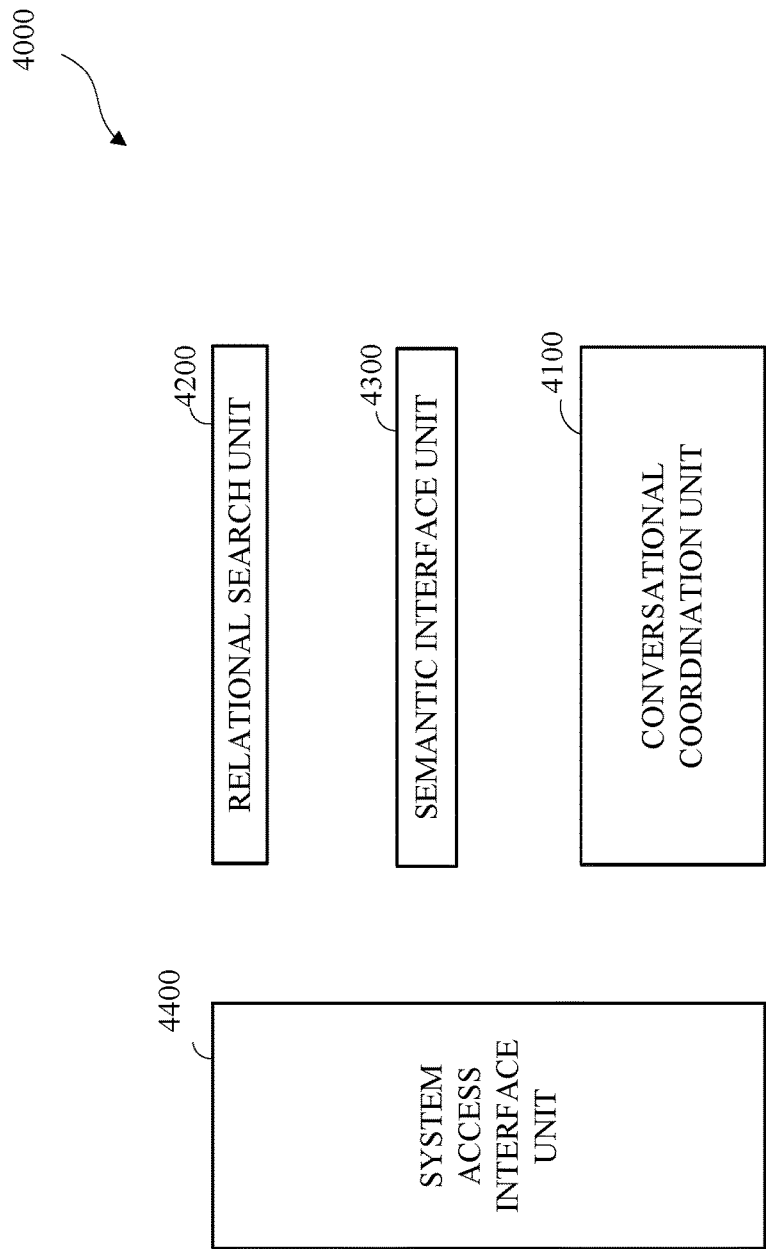 4000
4200
RELATIONAL SEARCH UNIT
4300
SEMANTIC INTERFACE UNIT
4100
CONVERSATIONAL
COORDINATION UNIT
4400
SYSTEM
ACCESS
INTERFACE
UNIT